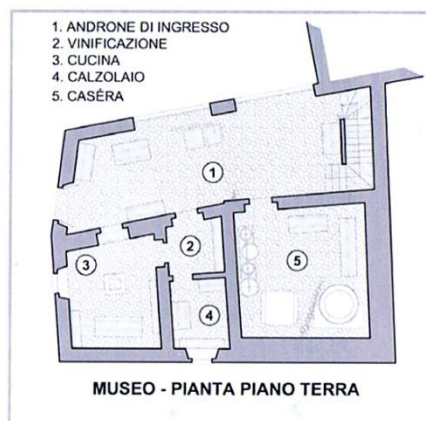 1. ANDRONE DI INGRESSO
2. VINIFICAZIONE
3. CUCINA
4. CALZOLAIO
5. CASÉRA
1
2
3
5
4
MUSEO - PIANTA PIANO TERRA